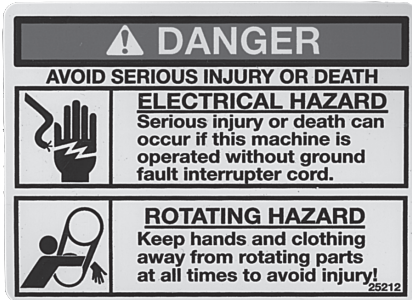 DANGER
AVOID SERIOUS INJURY OR DEATH
ELECTRICAL HAZARD
Serious injury or death can
occur if this machine is
operated without ground
fault interrupter cord.
ROTATING HAZARD
Keep hands and clothing
away from rotating parts
at all times to avoid injury!
25212